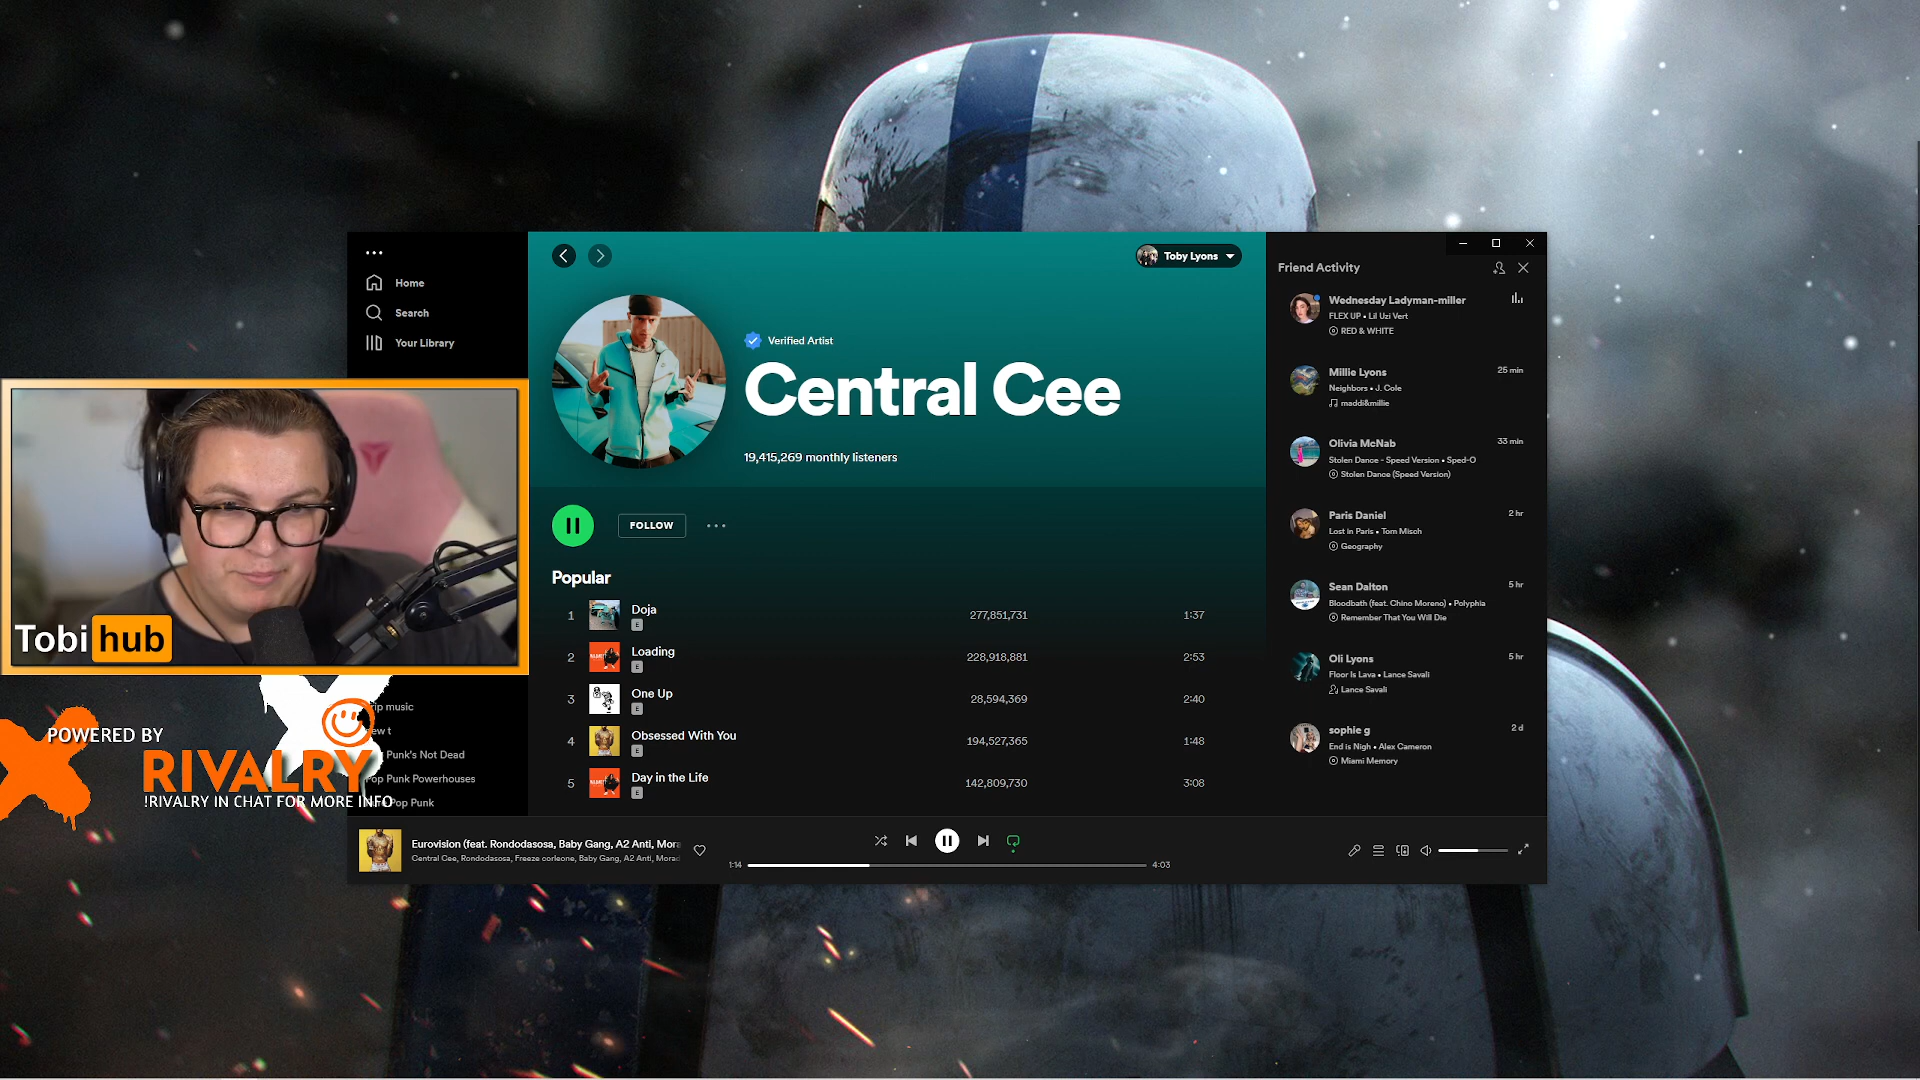 Home
Search
Your Library
Toby Lyons
Verified Artist
Central Cee
19,415,269 monthly listeners
FOLLOW
Popular
1 Doja 277,851,731 1:37
E
2 Loading 228,918,881 2:53
E
3 One Up 28,594,369 2:40
E
4 Obsessed With You 194,527,365 1:48
E
5 Day in the Life 142,809,730 3:08
E
Friend Activity
Wednesday Ladyman-miller
FLEX UP • Lil Uzi Vert
RED & WHITE
Millie Lyons 25 min
Neighbors • J. Cole
maddi&millie
Olivia McNab 33 min
Stolen Dance - Speed Version • Sped-O
Stolen Dance (Speed Version)
Paris Daniel 2 hr
Lost in Paris • Tom Misch
Geography
Sean Dalton 5 hr
Bloodbath (feat. Chino Moreno) • Polyphia
Remember That You Will Die
Oli Lyons 5 hr
Floor Is Lava • Lance Savali
Lance Savali
sophie g 2 d
End is Nigh • Alex Cameron
Miami Memory
Tobi hub
music
t
Punk's Not Dead
Pop Punk Powerhouses
Pop Punk
POWERED BY
RIVALRY
!RIVALRY IN CHAT FOR MORE INFO
Eurovision (feat. Rondodasosa, Baby Gang, A2 Anti, Mora
Central Cee, Rondodasosa, Freeze corleone, Baby Gang, A2 Anti, Morad
1:14 4:03